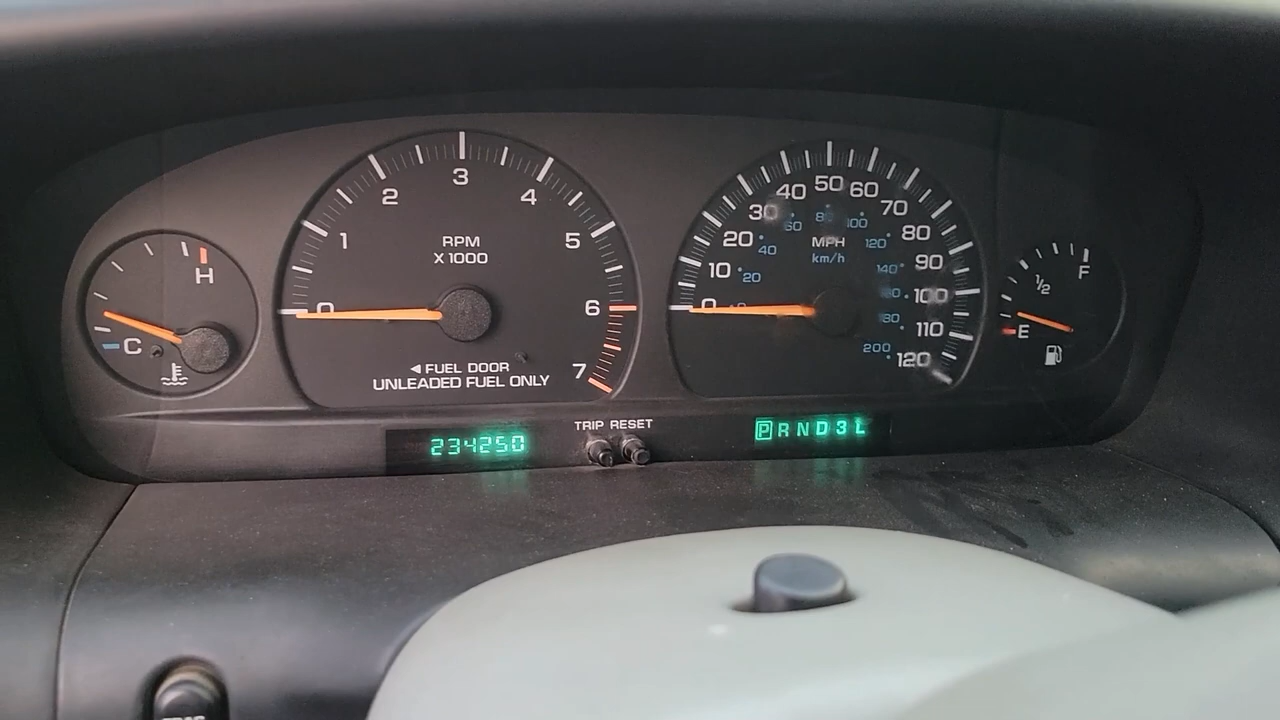 H
C
1
2
3
4
5
6
7
0
RPM
X 1000
◄ FUEL DOOR
UNLEADED FUEL ONLY
0
10
20
30
40
50
60
70
80
90
100
110
120
20
40
60
100
120
140
200
MPH
km/h
F
1/2
E
234250
TRIP RESET
P R N D 3 L